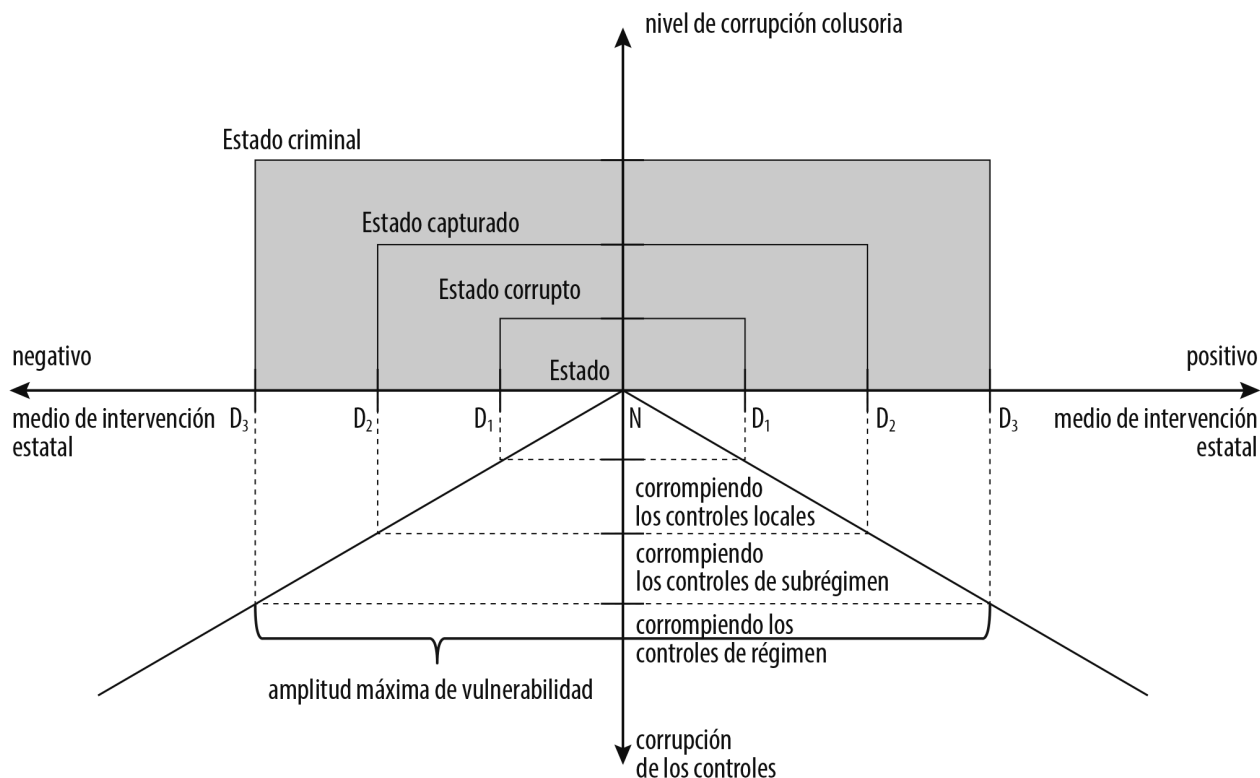 nivel de corrupción colusoria
Estado criminal
Estado capturado
Estado corrupto
Estado
negativo
positivo
medio de intervención
estatal
D₃
D₂
D₁
N
D₁
D₂
D₃
medio de intervención
estatal
corrompiendo
los controles locales
corrompiendo
los controles de subrégimen
corrompiendo los
controles de régimen
amplitud máxima de vulnerabilidad
corrupción
de los controles